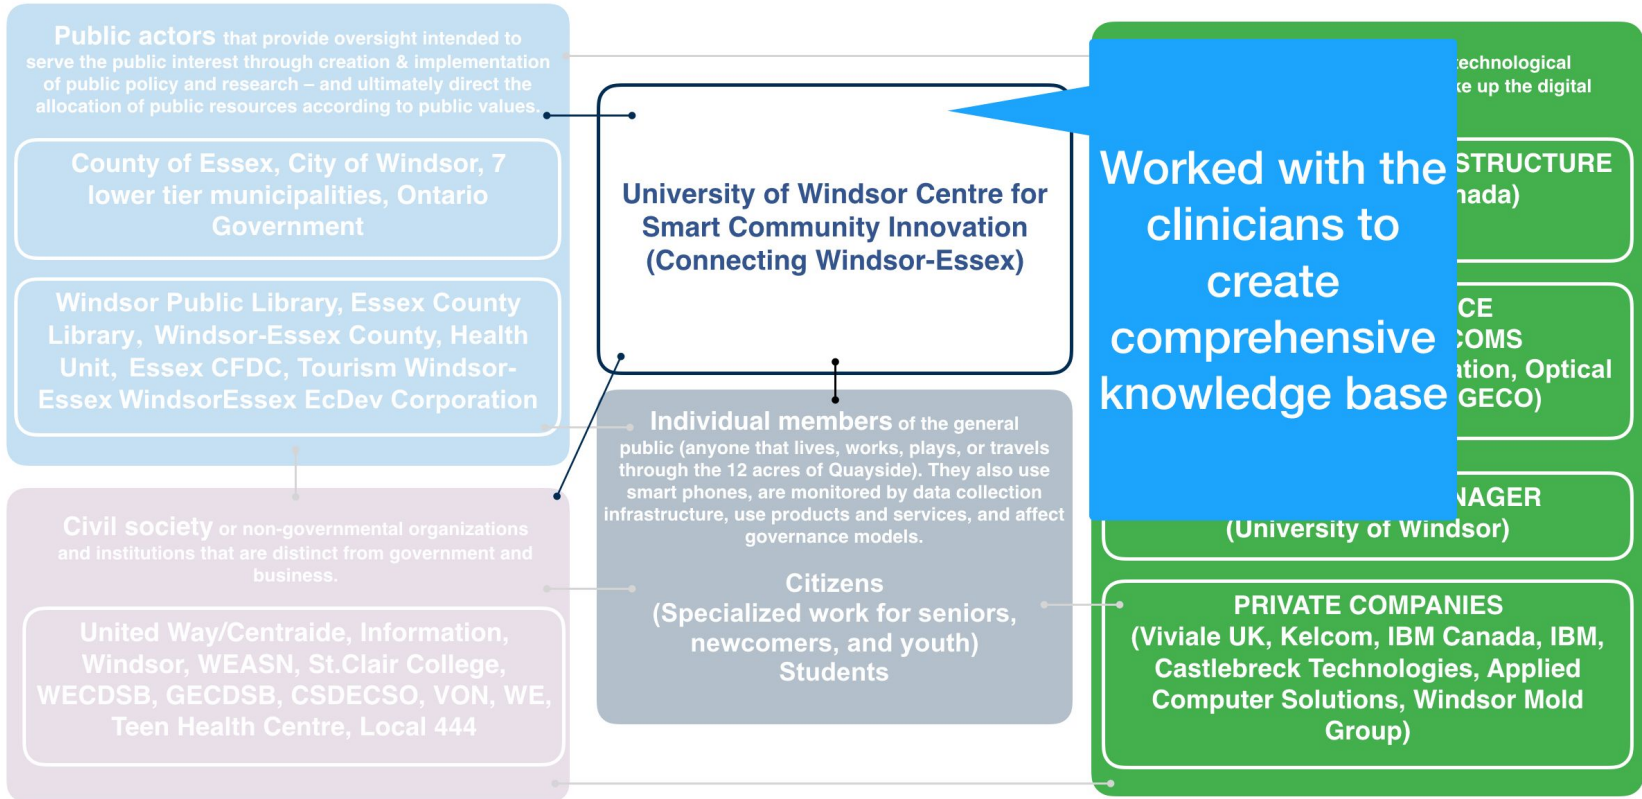 Public actors that provide oversight intended to
serve the public interest through creation & implementation
of public policy and research – and ultimately direct the
allocation of public resources according to public values.
County of Essex, City of Windsor, 7
lower tier municipalities, Ontario
Government
Windsor Public Library, Essex County
Library, Windsor-Essex County, Health
Unit, Essex CFDC, Tourism Windsor-
Essex WindsorEssex EcDev Corporation
Civil society or non-governmental organizations
and institutions that are distinct from government and
business.
United Way/Centraide, Information,
Windsor, WEASN, St.Clair College,
WECDSB, GECDSB, CSDECSO, VON, WE,
Teen Health Centre, Local 444
University of Windsor Centre for
Smart Community Innovation
(Connecting Windsor-Essex)
Individual members of the general
public (anyone that lives, works, plays, or travels
through the 12 acres of Quayside). They also use
smart phones, are monitored by data collection
infrastructure, use products and services, and affect
governance models.
Citizens
(Specialized work for seniors,
newcomers, and youth)
Students
Worked with the
clinicians to
create
comprehensive
knowledge base
technological
up the digital
Optical
(University of Windsor)
PRIVATE COMPANIES
(Viviale UK, Kelcom, IBM Canada, IBM,
Castlebreck Technologies, Applied
Computer Solutions, Windsor Mold
Group)